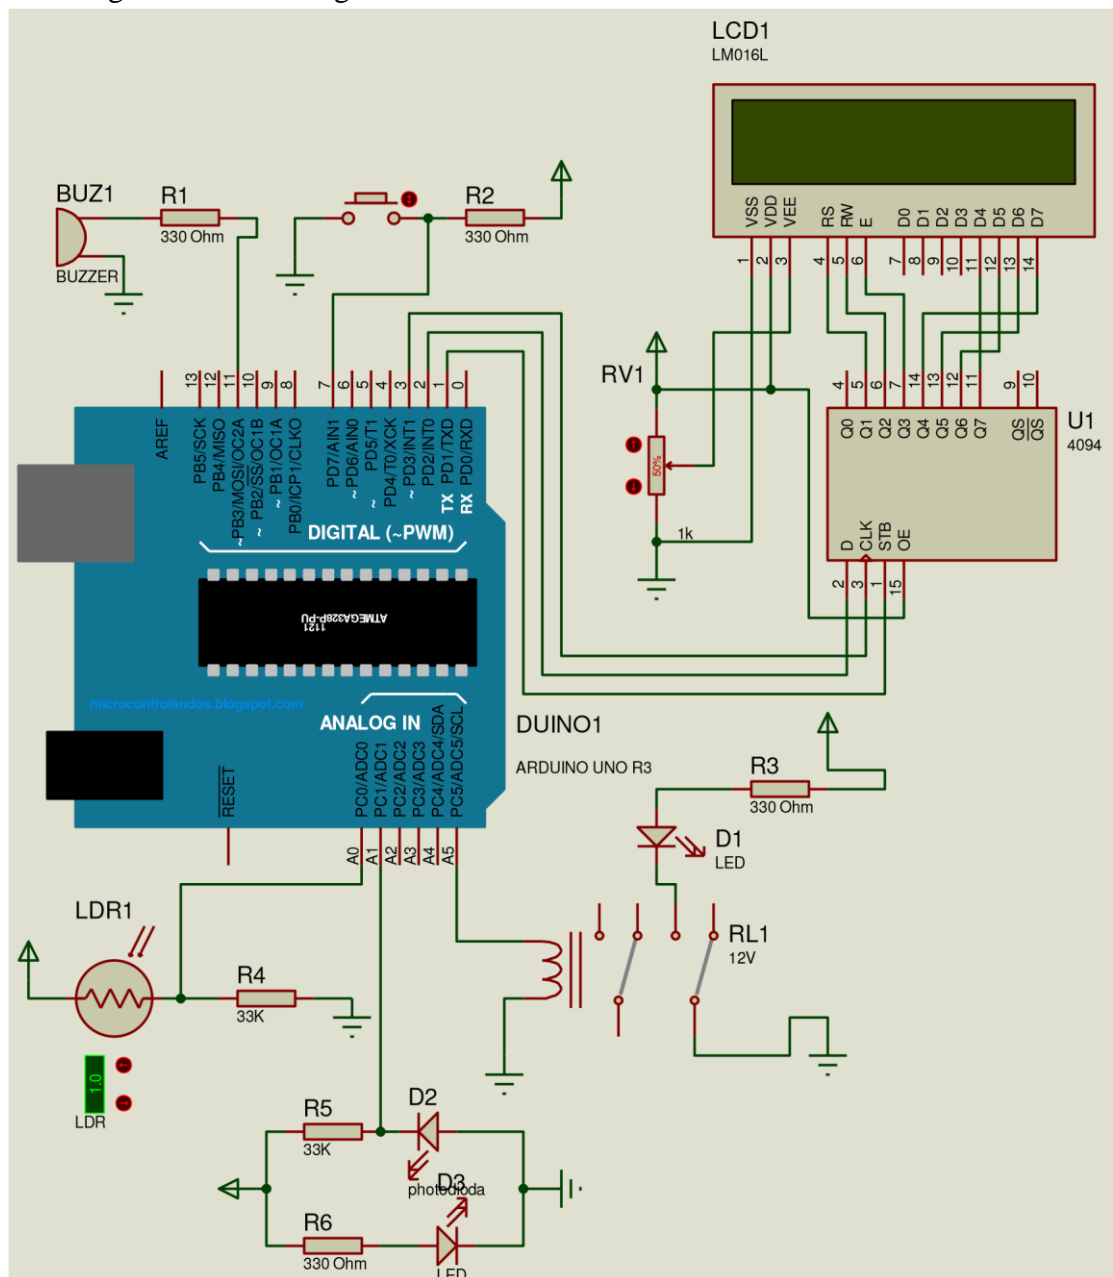 LCD1
LM016L
VSS
VDD
VEE
RS
RW
E
D0
D1
D2
D3
D4
D5
D6
D7
1
2
3
4
5
6
7
8
9
10
11
12
13
14
BUZ1
BUZZER
R1
330 Ohm
R2
330 Ohm
RV1
50%
1k
4
5
6
7
14
13
12
11
9
10
Q0
Q1
Q2
Q3
Q4
Q5
Q6
Q7
QS
QS
U1
4094
D
CLK
STB
OE
2
3
1
15
AREF
13
12
11
10
9
8
7
6
5
4
3
2
1
0
PB5/SCK
PB4/MISO
PB3/MOSI/OC2A
~
PB2/SS/OC1B
~
PB1/OC1A
~
PB0/ICP1/CLKO
PD7/AIN1
PD6/AIN0
~
PD5/T1
~
PD4/T0/XCK
PD3/INT1
~
PD2/INT0
PD1/TXD
PD0/RXD
TX
RX
DIGITAL (~PWM)
ATMEGA328P-PU
1121
microcontrolandos.blogspot.com
ANALOG IN
RESET
PC0/ADC0
PC1/ADC1
PC2/ADC2
PC3/ADC3
PC4/ADC4/SDA
PC5/ADC5/SCL
A0
A1
A2
A3
A4
A5
DUINO1
ARDUINO UNO R3
R3
330 Ohm
D1
LED
RL1
12V
LDR1
1.0
LDR
R4
33K
R5
33K
D2
photodioda
D3
LED
R6
330 Ohm